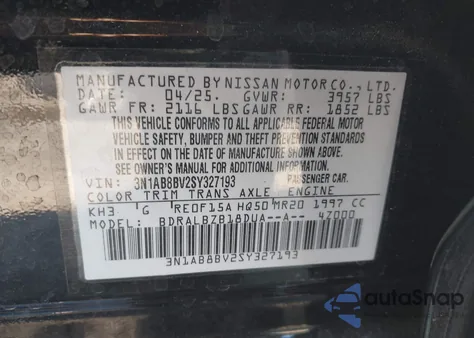 MANUFACTURED BY NISSAN MOTOR CO., LTD.
DATE: 04/25. GVWR: 3957 LBS
GAWR FR: 2116 LBS GAWR RR: 1852 LBS
THIS VEHICLE CONFORMS TO ALL APPLICABLE FEDERAL MOTOR
VEHICLE SAFETY, BUMPER AND THEFT PREVENTION STANDARDS
IN EFFECT ON THE DATE OF MANUFACTURE SHOWN ABOVE.
SEE OWNER'S MANUAL FOR ADDITIONAL INFORMATION
VIN: 3N1AB8BV2SY327193 PASSENGER CAR.
COLOR TRIM TRANS AXLE ENGINE
KH3 G RE0F15A HQ50 MR20 1997 CC
MODEL: BDRALBZB18DUA--A-- 4Z000
3N1AB8BV2SY327193
autoSnap